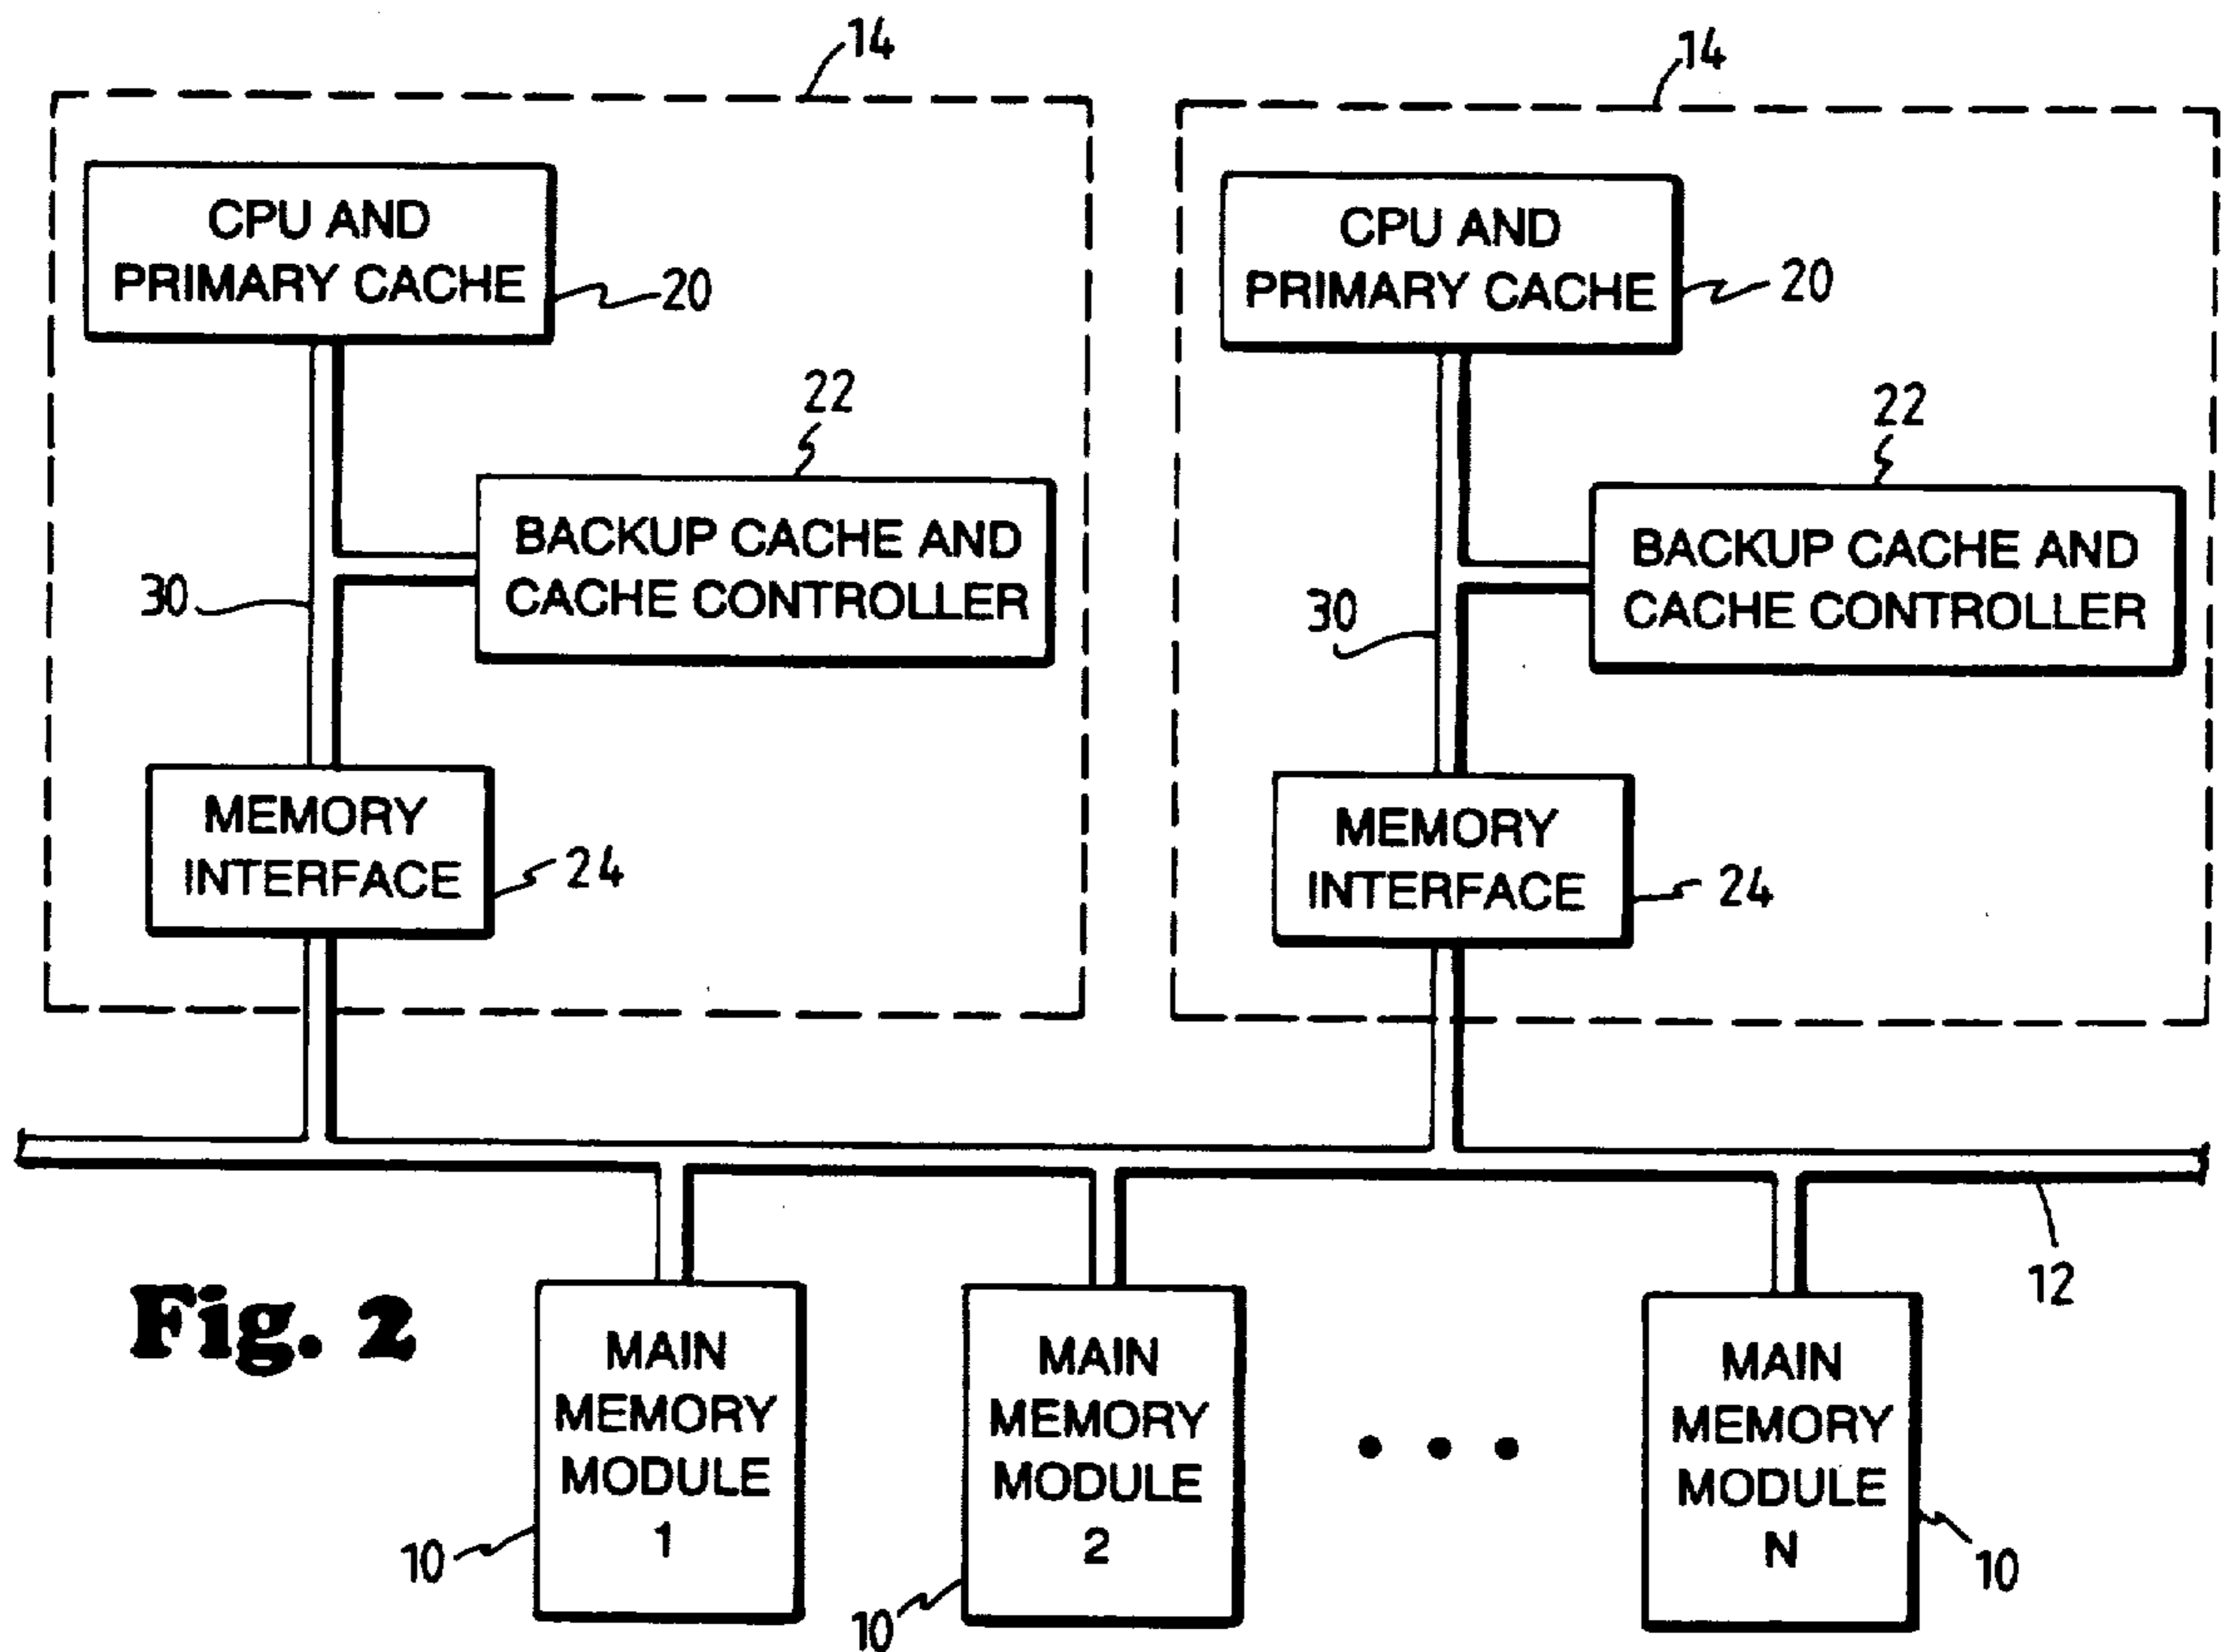 14
14
CPU AND
PRIMARY CACHE
20
CPU AND
PRIMARY CACHE
20
22
BACKUP CACHE AND
CACHE CONTROLLER
22
BACKUP CACHE AND
CACHE CONTROLLER
30
30
MEMORY
INTERFACE
24
MEMORY
INTERFACE
24
12
Fig. 2
MAIN
MEMORY
MODULE
1
10
MAIN
MEMORY
MODULE
2
10
• • •
MAIN
MEMORY
MODULE
N
10